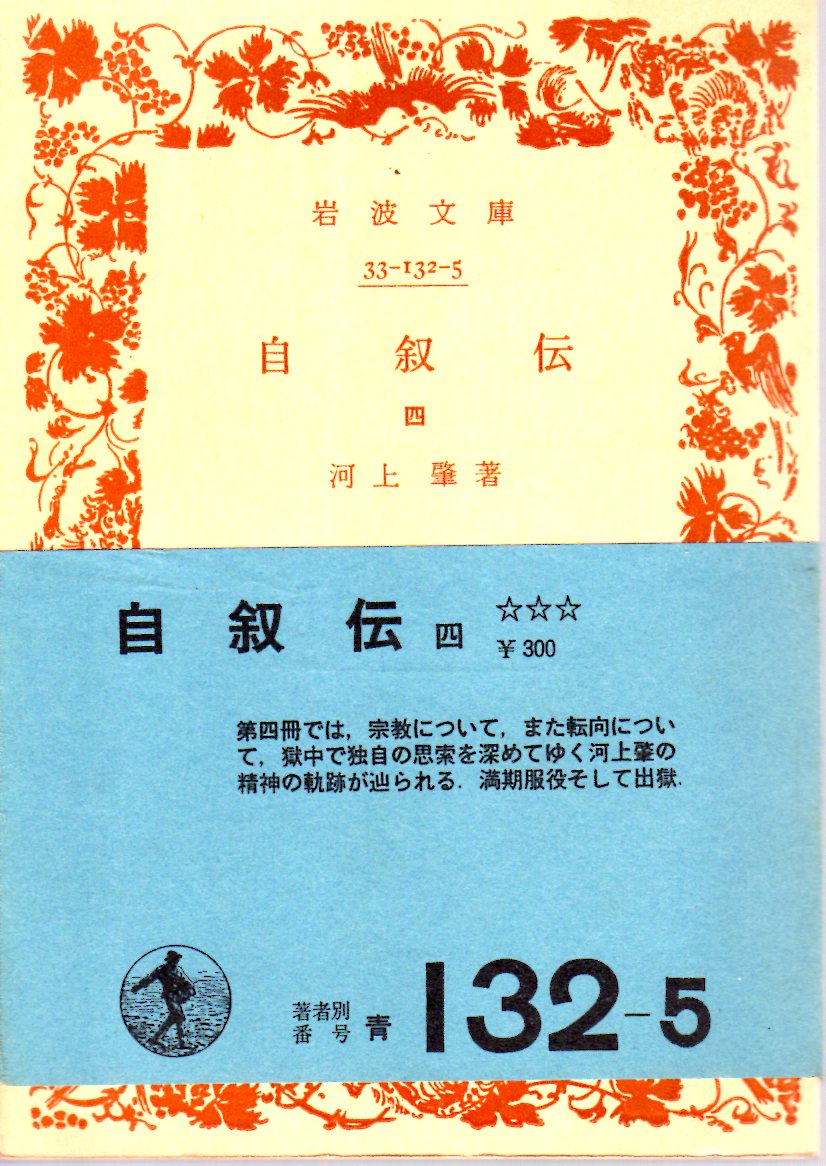 岩波文庫
33-132-5
自叙伝
四
河上肇著
自叙伝 四 ☆☆☆
¥300
第四冊では，宗教について，また転向につい
て，獄中で独自の思索を深めてゆく河上肇の
精神の軌跡が辿られる．満期服役そして出獄．
著者別
番号 青 132-5